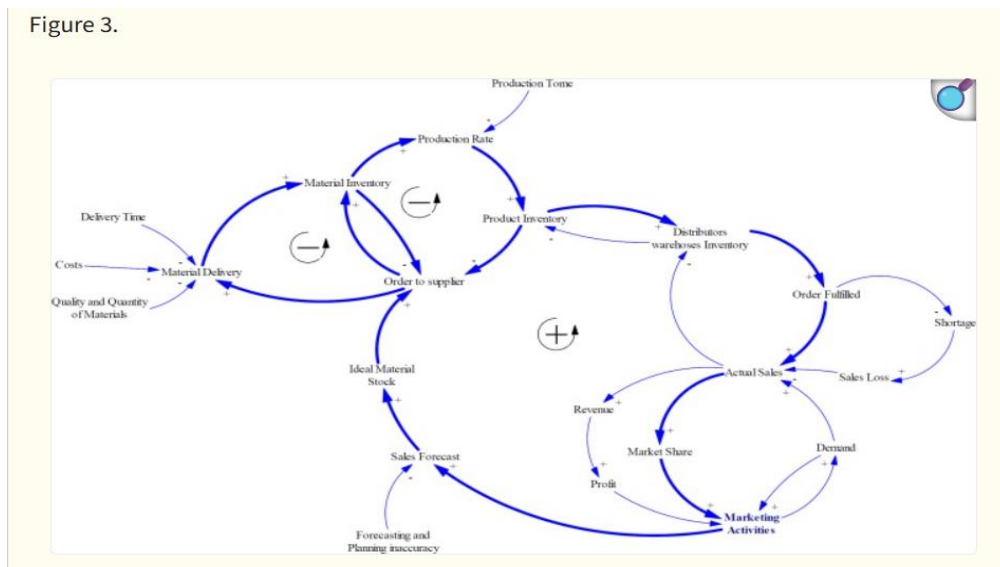 Figure 3.
Production Tome
Production Rate
Material Inventory
Delivery Time
Product Inventory
Distributors
warehoses Inventory
Costs
Material Delivery
Order to supplier
Quality and Quantity
of Materials
Order Fulfilled
Shortage
Ideal Material
Stock
Actual Sales
Sales Loss
Revenue
Market Share
Demand
Sales Forecast
Profit
Marketing
Activities
Forecasting and
Planning inaccuracy